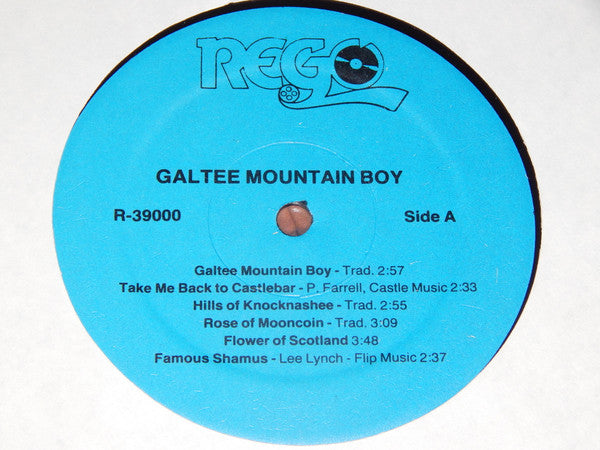 REGO
GALTEE MOUNTAIN BOY
R-39000 Side A
Galtee Mountain Boy - Trad. 2:57
Take Me Back to Castlebar - P. Farrell, Castle Music 2:33
Hills of Knocknashee - Trad. 2:55
Rose of Mooncoin - Trad. 3:09
Flower of Scotland 3:48
Famous Shamus - Lee Lynch - Flip Music 2:37